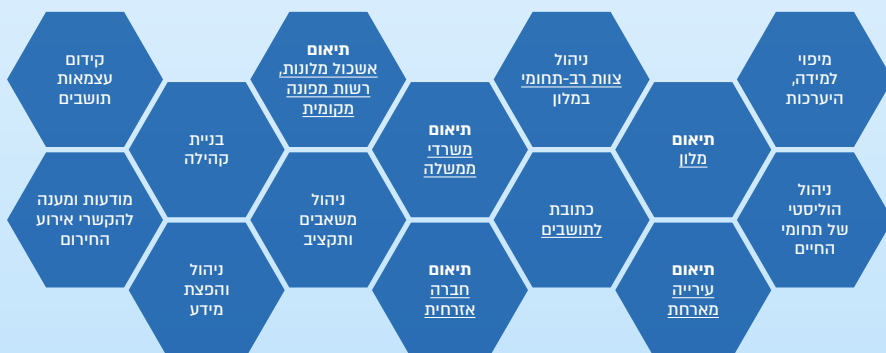 מיפוי
למידה,
היערכות
ניהול
צוות רב-תחומי
במלון
תיאום
אשכול מלונות,
רשות מפונה
מקומית
קידום
עצמאות
תושבים
תיאום
מלון
תיאום
משרדי
ממשלה
בניית
קהילה
ניהול
הוליסטי
של תחומי
החיים
כתובת
לתושבים
ניהול
משאבים
ותקציב
מודעות ומענה
להקשרי אירוע
החירום
תיאום
עירייה
מארחת
תיאום
חברה
אזרחית
ניהול
והפצת
מידע